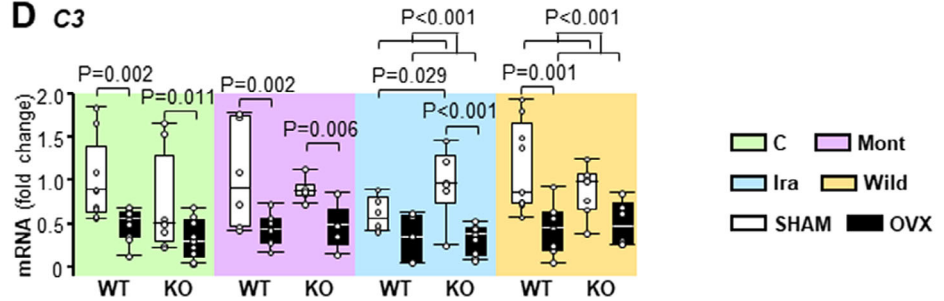 D C3
P<0.001 P<0.001
P=0.002 P=0.002 P=0.029 P=0.001
P=0.011 P=0.006 P<0.001
mRNA (fold change)
2.0
1.5
1.0
0.5
0
WT KO WT KO WT KO WT KO
C Mont
Ira Wild
SHAM OVX